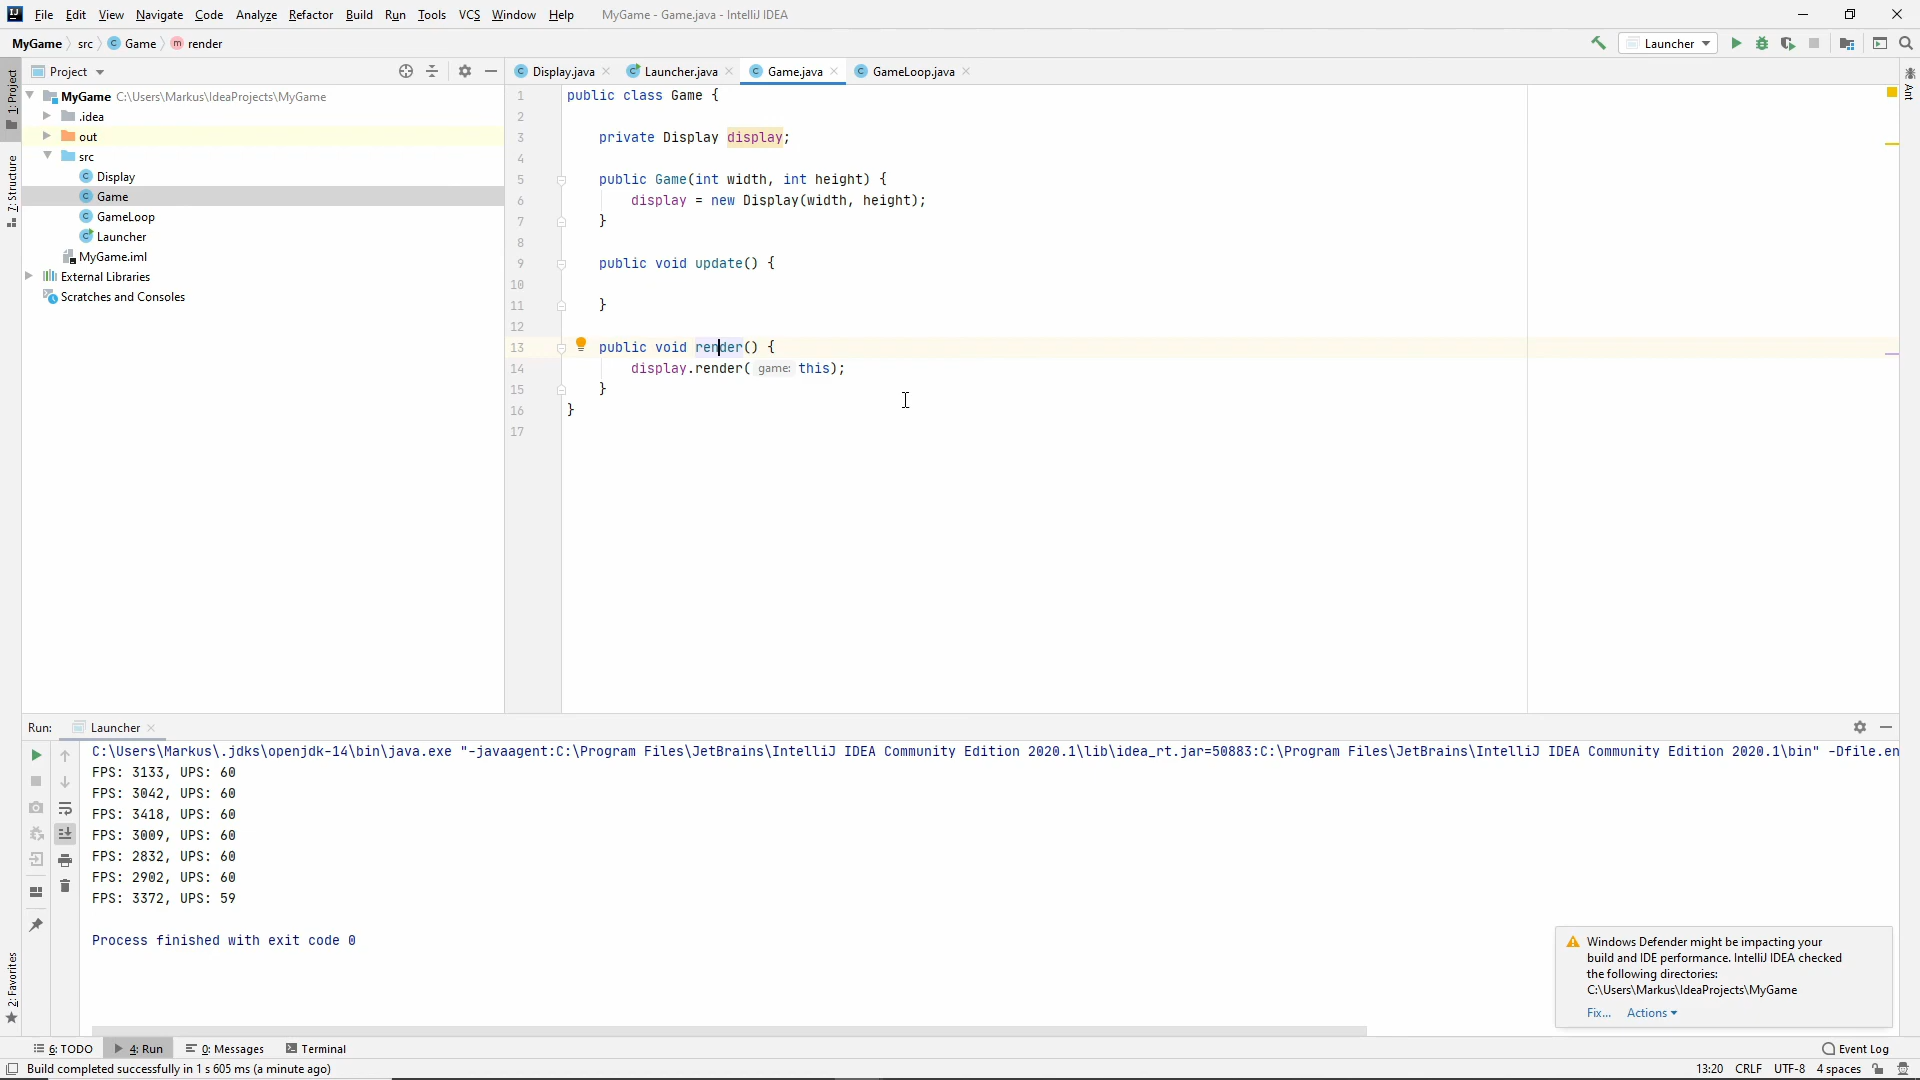 File Edit View Navigate Code Analyze Refactor Build Run Tools VCS Window Help MyGame - Game.java - IntelliJ IDEA
MyGame src Game render Launcher
1: Project
7: Structure
2: Favorites
Ant
Project
MyGame C:\Users\Markus\IdeaProjects\MyGame
.idea
out
src
Display
Game
GameLoop
Launcher
MyGame.iml
External Libraries
Scratches and Consoles
Display.java Launcher.java Game.java GameLoop.java
1 public class Game {
2
3 private Display display;
4
5 public Game(int width, int height) {
6 display = new Display(width, height);
7 }
8
9 public void update() {
10
11 }
12
13 public void render() {
14 display.render( game: this);
15 }
16 }
17
Run: Launcher
C:\Users\Markus\.jdks\openjdk-14\bin\java.exe "-javaagent:C:\Program Files\JetBrains\IntelliJ IDEA Community Edition 2020.1\lib\idea_rt.jar=50883:C:\Program Files\JetBrains\IntelliJ IDEA Community Edition 2020.1\bin" -Dfile.en
FPS: 3133, UPS: 60
FPS: 3042, UPS: 60
FPS: 3418, UPS: 60
FPS: 3009, UPS: 60
FPS: 2832, UPS: 60
FPS: 2902, UPS: 60
FPS: 3372, UPS: 59
Process finished with exit code 0
Windows Defender might be impacting your
build and IDE performance. IntelliJ IDEA checked
the following directories:
C:\Users\Markus\IdeaProjects\MyGame
Fix... Actions
6: TODO 4: Run 0: Messages Terminal Event Log
Build completed successfully in 1 s 605 ms (a minute ago) 13:20 CRLF UTF-8 4 spaces